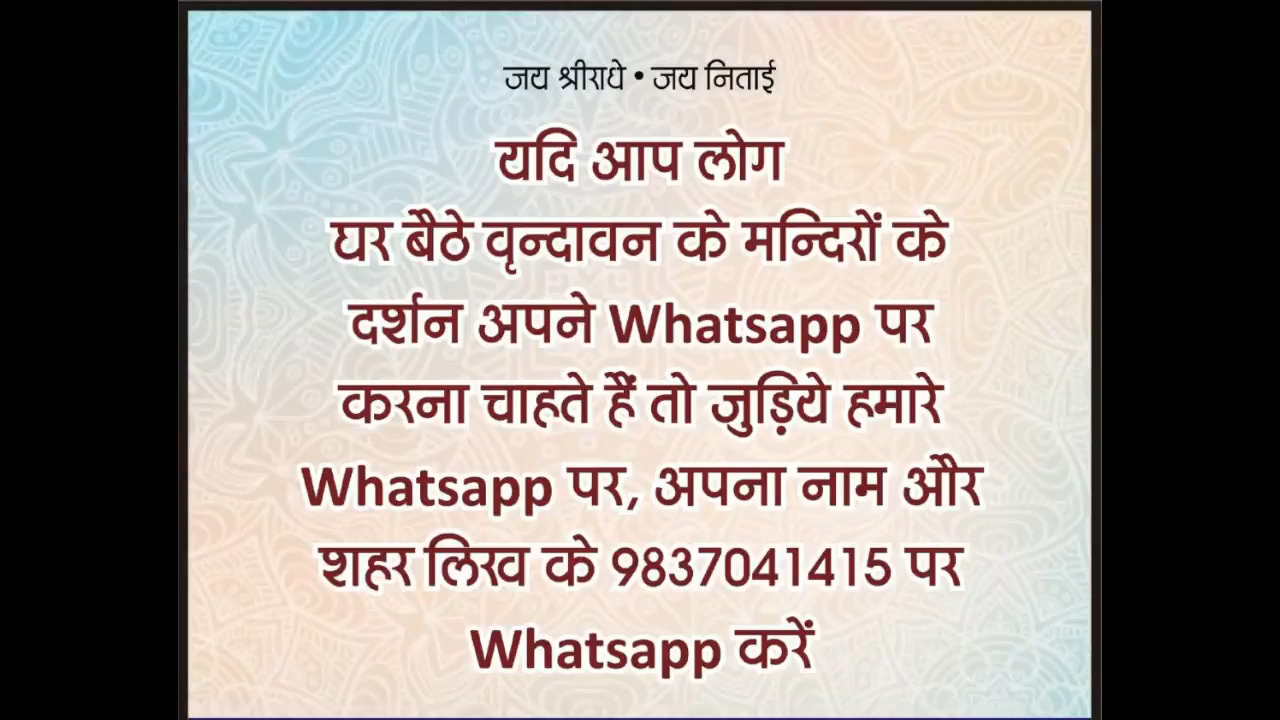 जय श्रीराधे • जय निताई
यदि आप लोग
घर बैठे वृन्दावन के मन्दिरों के
दर्शन अपने Whatsapp पर
करना चाहते हैं तो जुड़िये हमारे
Whatsapp पर, अपना नाम और
शहर लिख के 9837041415 पर
Whatsapp करें